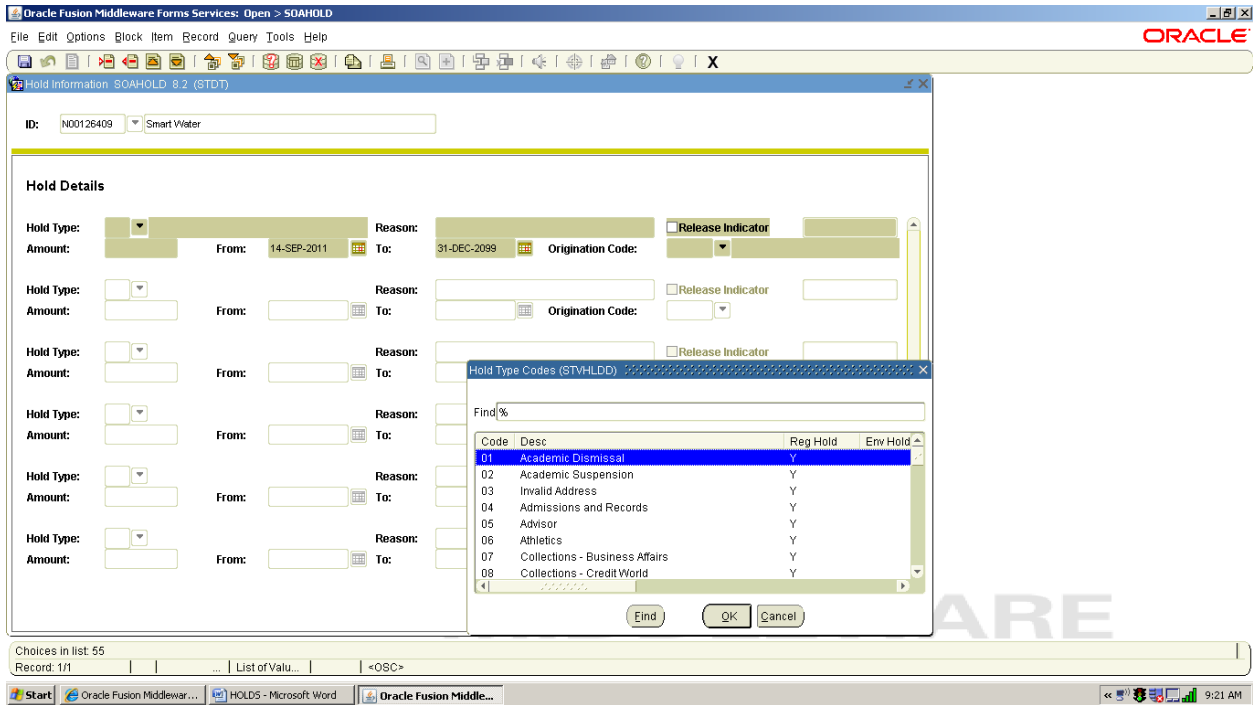 Oracle Fusion Middleware Forms Services: Open > SOAHOLD
File Edit Options Block Item Record Query Tools Help
ORACLE
X
Hold Information SOAHOLD 8.2 (STDT)
ID: N00126409 Smart Water
Hold Details
Hold Type: Reason: Release Indicator
Amount: From: 14-SEP-2011 To: 31-DEC-2099 Origination Code:
Hold Type: Reason: Release Indicator
Amount: From: To: Origination Code:
Hold Type: Reason: Release Indicator
Amount: From: To:
Hold Type: Reason:
Amount: From: To:
Hold Type: Reason:
Amount: From: To:
Hold Type: Reason:
Amount: From: To:
Hold Type Codes (STVHLDD)
Find %
Code Desc Reg Hold Env Hold
01 Academic Dismissal Y
02 Academic Suspension Y
03 Invalid Address Y
04 Admissions and Records Y
05 Advisor Y
06 Athletics Y
07 Collections - Business Affairs Y
08 Collections - Credit World Y
Find OK Cancel
ARE
Choices in list: 55
Record: 1/1 ... List of Valu... <OSC>
Start Oracle Fusion Middlewar... HOLDS - Microsoft Word Oracle Fusion Middle... « 9:21 AM